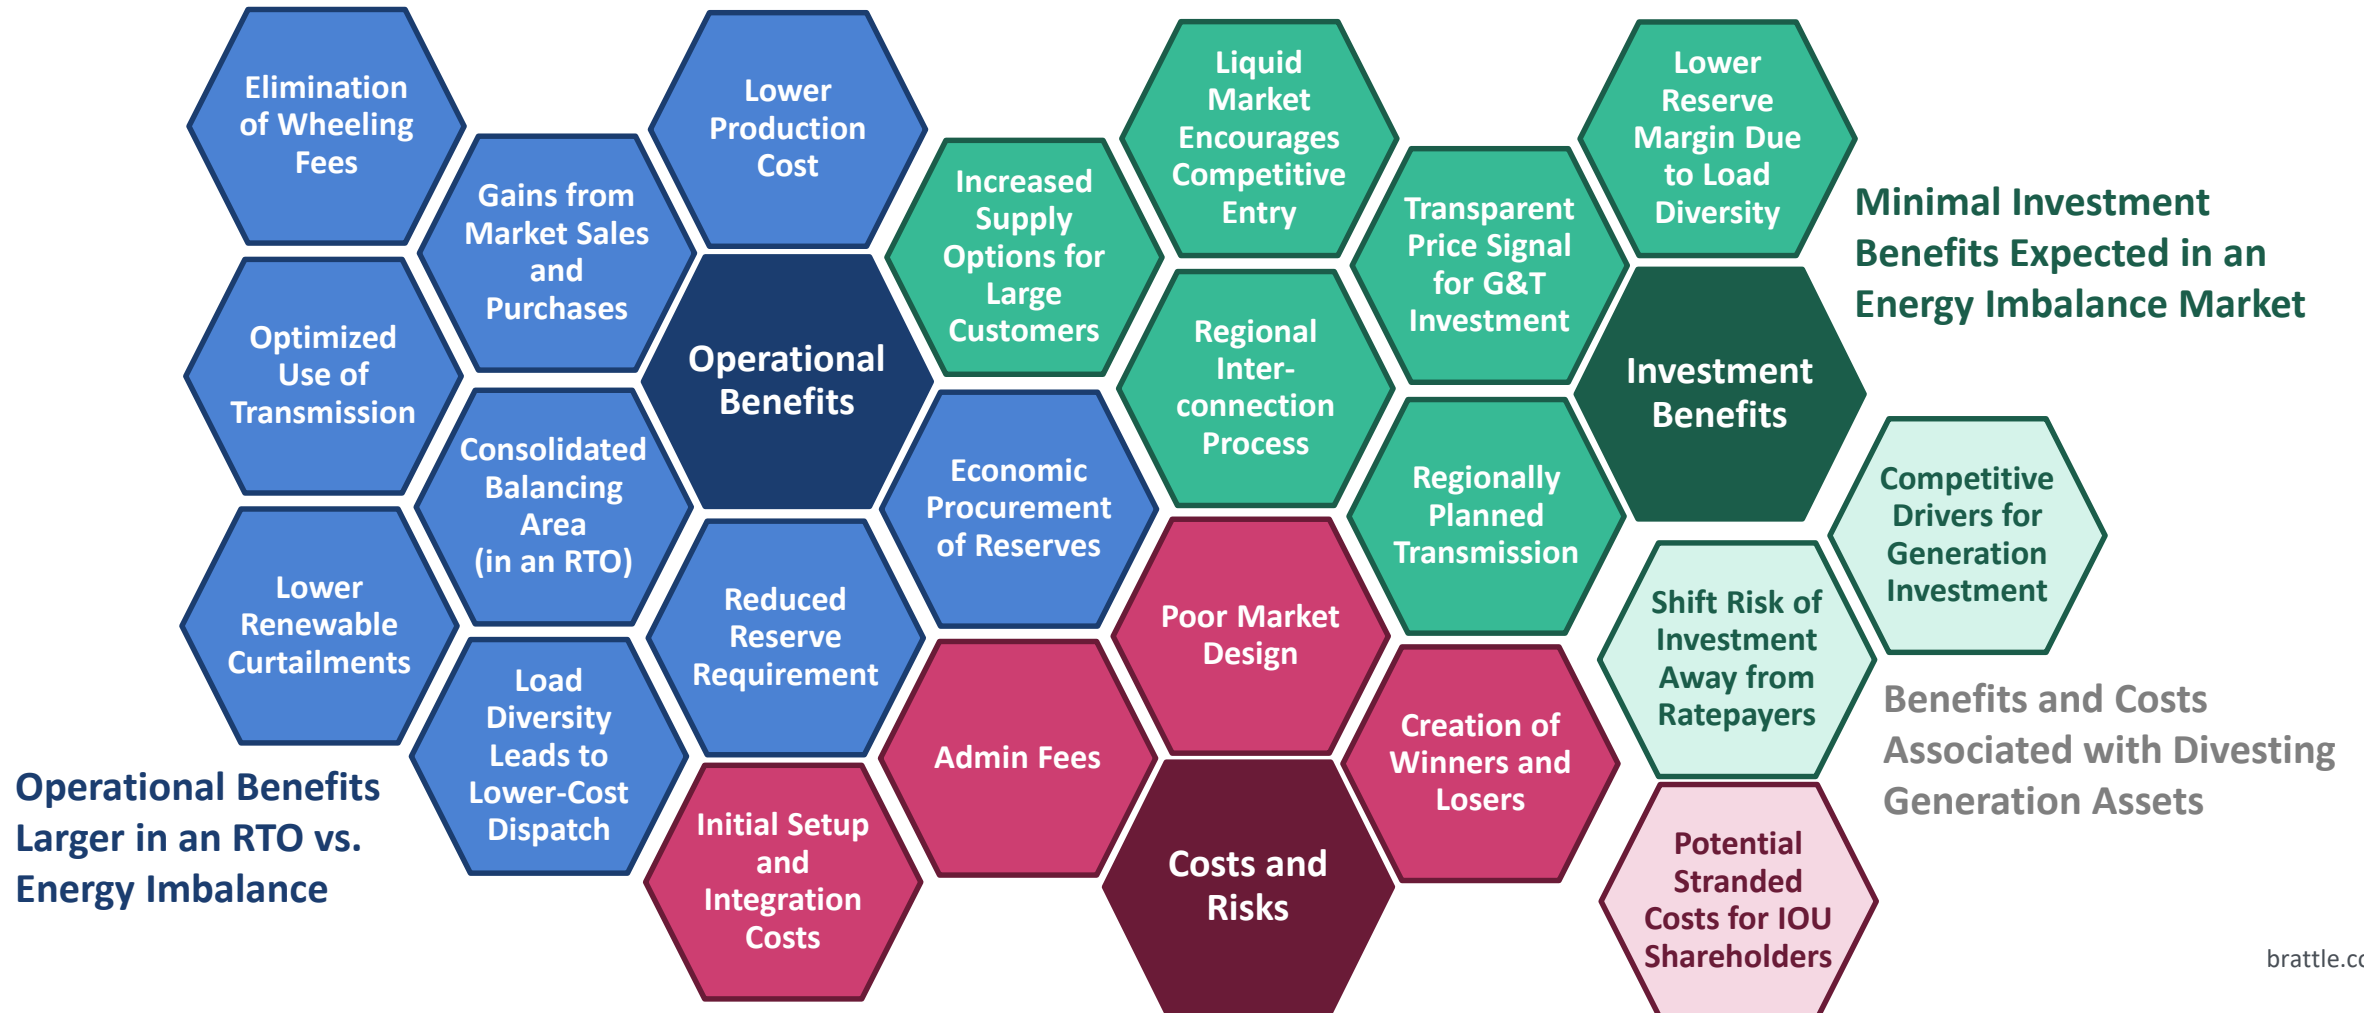 Elimination
of Wheeling
Fees
Lower
Production
Cost
Gains from
Market Sales
and
Purchases
Optimized
Use of
Transmission
Operational
Benefits
Consolidated
Balancing
Area
(in an RTO)
Lower
Renewable
Curtailments
Reduced
Reserve
Requirement
Economic
Procurement
of Reserves
Load
Diversity
Leads to
Lower-Cost
Dispatch
Operational Benefits
Larger in an RTO vs.
Energy Imbalance
Increased
Supply
Options for
Large
Customers
Liquid
Market
Encourages
Competitive
Entry
Transparent
Price Signal
for G&T
Investment
Lower
Reserve
Margin Due
to Load
Diversity
Minimal Investment
Benefits Expected in an
Energy Imbalance Market
Regional
Inter-
connection
Process
Investment
Benefits
Regionally
Planned
Transmission
Competitive
Drivers for
Generation
Investment
Shift Risk of
Investment
Away from
Ratepayers
Benefits and Costs
Associated with Divesting
Generation Assets
Poor Market
Design
Admin Fees
Creation of
Winners and
Losers
Initial Setup
and
Integration
Costs
Costs and
Risks
Potential
Stranded
Costs for IOU
Shareholders
brattle.co